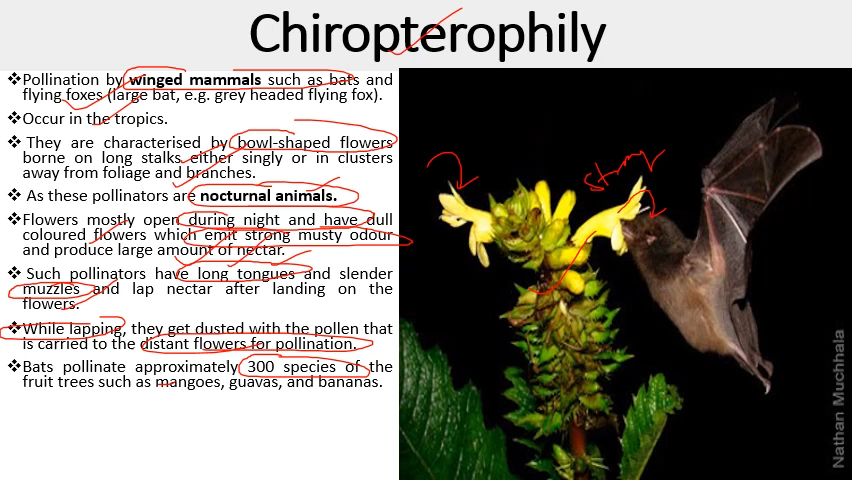 Chiropterophily
❖Pollination by winged mammals such as bats and
flying foxes (large bat, e.g. grey headed flying fox).
❖Occur in the tropics.
❖ They are characterised by bowl-shaped flowers
borne on long stalks either singly or in clusters
away from foliage and branches.
❖ As these pollinators are nocturnal animals.
❖Flowers mostly open during night and have dull
coloured flowers which emit strong musty odour
and produce large amount of nectar.
❖ Such pollinators have long tongues and slender
muzzles and lap nectar after landing on the
flowers.
❖While lapping, they get dusted with the pollen that
is carried to the distant flowers for pollination.
❖Bats pollinate approximately 300 species of the
fruit trees such as mangoes, guavas, and bananas.
Strong
Nathan Muchhala